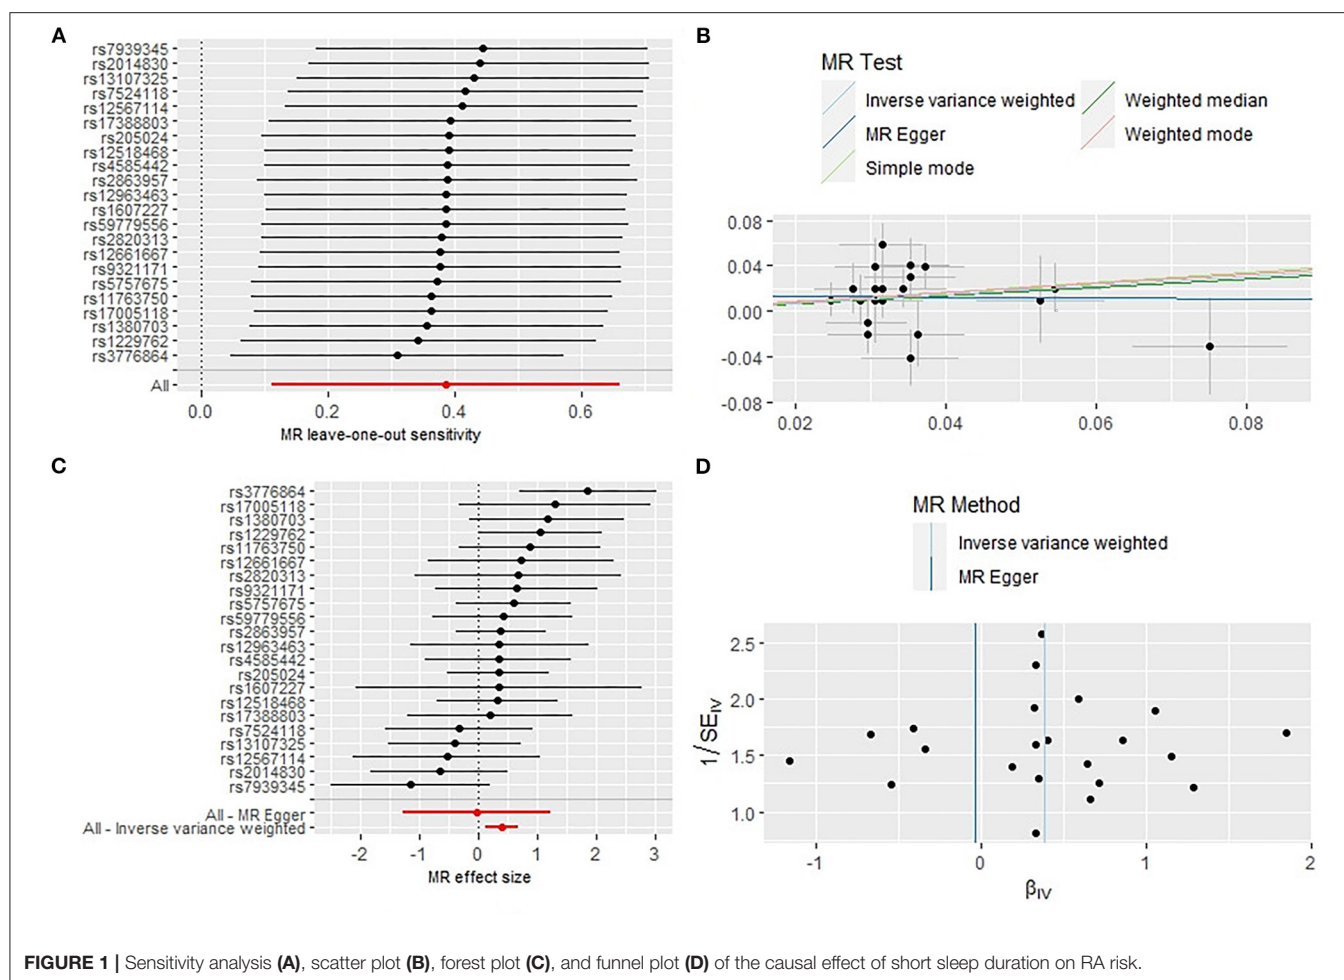 A
rs7939345
rs2014830
rs13107325
rs7524118
rs12567114
rs17388803
rs205024
rs12518468
rs4585442
rs2863957
rs12963463
rs1607227
rs59779556
rs2820313
rs12661667
rs9321171
rs5757675
rs11763750
rs17005118
rs1380703
rs1229762
rs3776864
All
0.0 0.2 0.4 0.6
MR leave-one-out sensitivity
B
MR Test
Inverse variance weighted
Weighted median
MR Egger
Weighted mode
Simple mode
0.08
0.04
0.00
-0.04
-0.08
0.02 0.04 0.06 0.08
C
rs3776864
rs17005118
rs1380703
rs1229762
rs11763750
rs12661667
rs2820313
rs9321171
rs5757675
rs59779556
rs2863957
rs12963463
rs4585442
rs205024
rs1607227
rs12518468
rs17388803
rs7524118
rs13107325
rs12567114
rs2014830
rs7939345
All - MR Egger
All - Inverse variance weighted
-2 -1 0 1 2 3
MR effect size
D
MR Method
Inverse variance weighted
MR Egger
2.5
2.0
1.5
1.0
1/SEIV
-1 0 1 2
βIV
FIGURE 1 | Sensitivity analysis (A), scatter plot (B), forest plot (C), and funnel plot (D) of the causal effect of short sleep duration on RA risk.